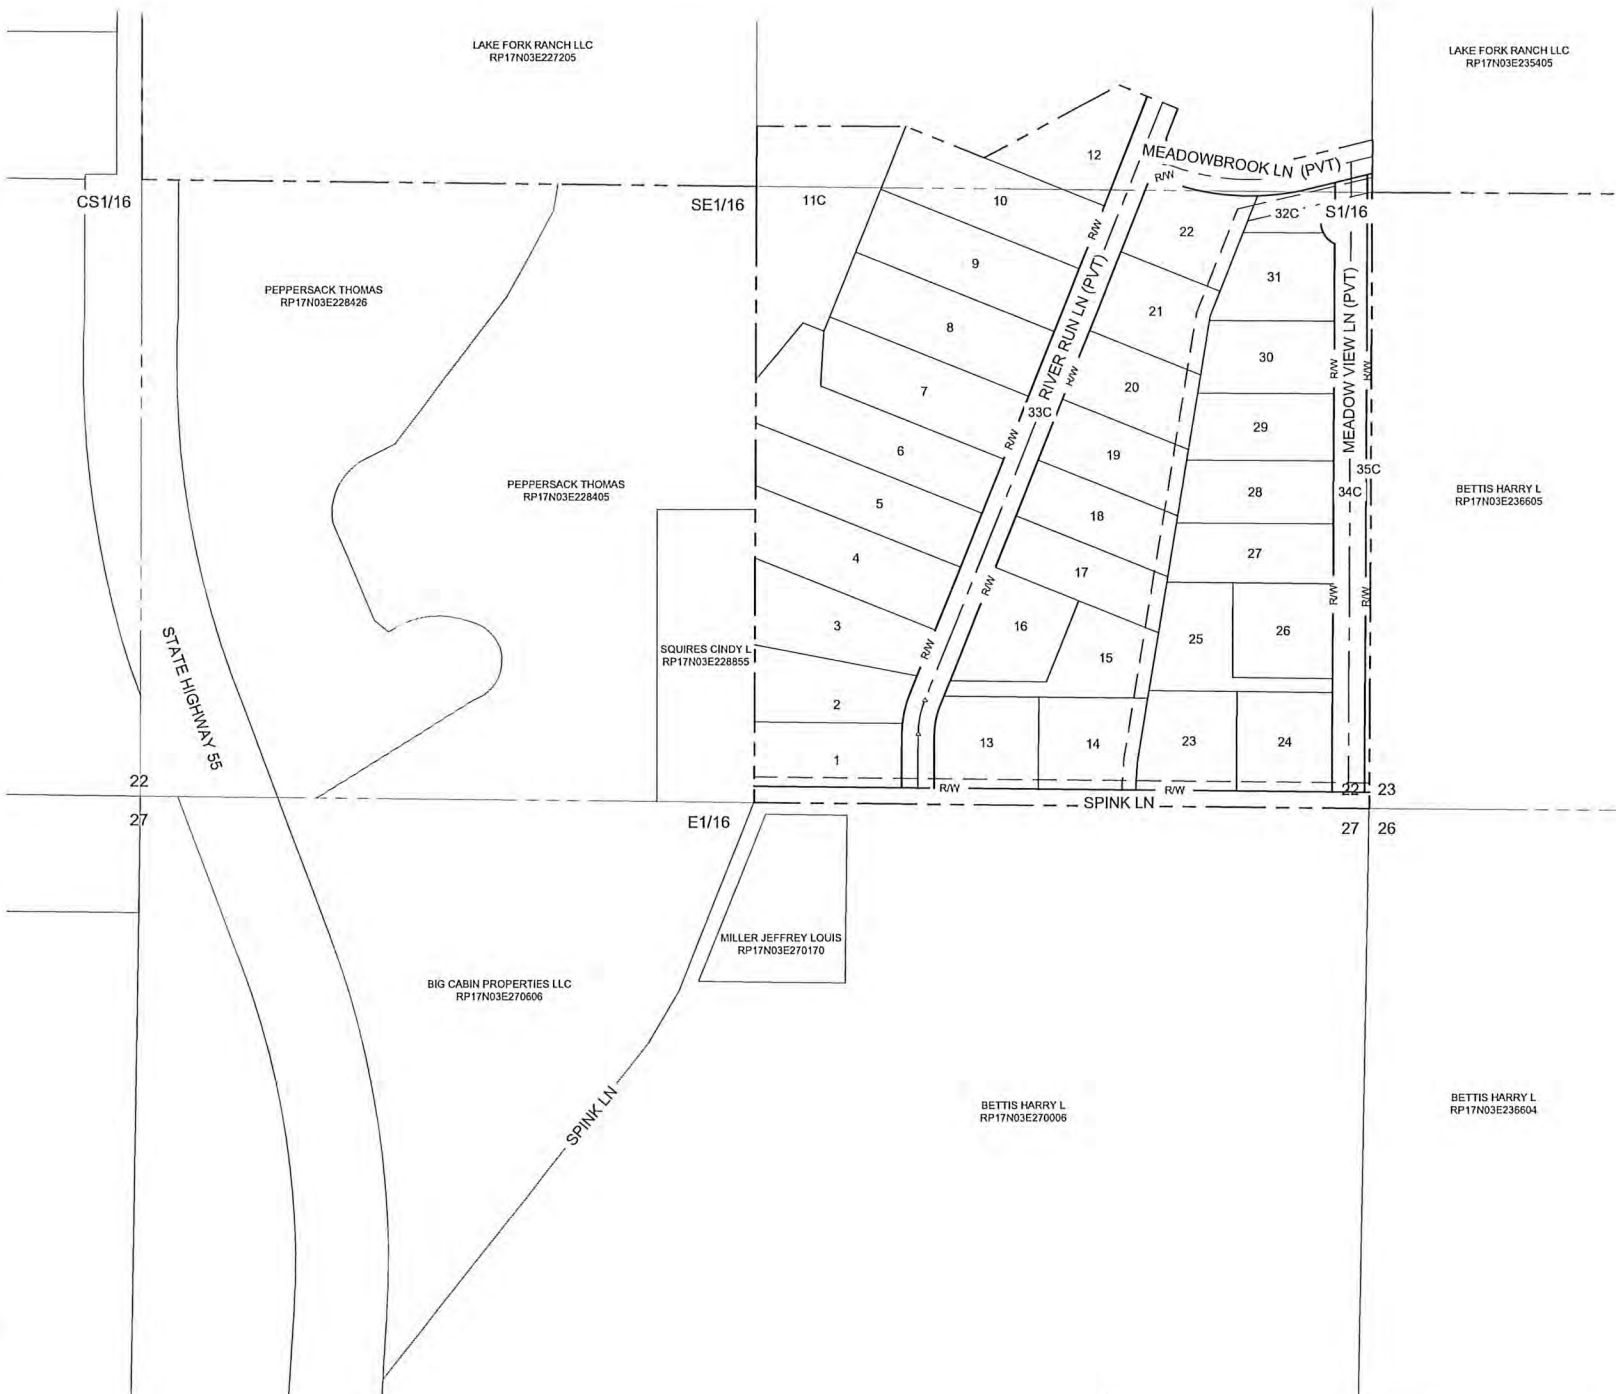 LAKE FORK RANCH LLC
RP17N03E227205
LAKE FORK RANCH LLC
RP17N03E235405
12
MEADOWBROOK LN (PVT)
R/W
CS1/16
SE1/16
11C
10
32C
S1/16
22
R/W
9
31
PEPPERSACK THOMAS
RP17N03E228426
RIVER RUN LN (PVT)
MEADOW VIEW LN (PVT)
21
8
30
R/W
R/W
R/W
20
7
33C
29
R/W
6
19
35C
PEPPERSACK THOMAS
RP17N03E228405
28
34C
BETTIS HARRY L
RP17N03E236605
5
18
27
4
17
R/W
R/W
R/W
3
16
26
25
STATE HIGHWAY 55
SQUIRES CINDY L
RP17N03E228855
R/W
15
2
13
14
23
24
1
22
R/W
R/W
22
23
SPINK LN
27
E1/16
27
26
MILLER JEFFREY LOUIS
RP17N03E270170
BIG CABIN PROPERTIES LLC
RP17N03E270606
SPINK LN
BETTIS HARRY L
RP17N03E270006
BETTIS HARRY L
RP17N03E236604